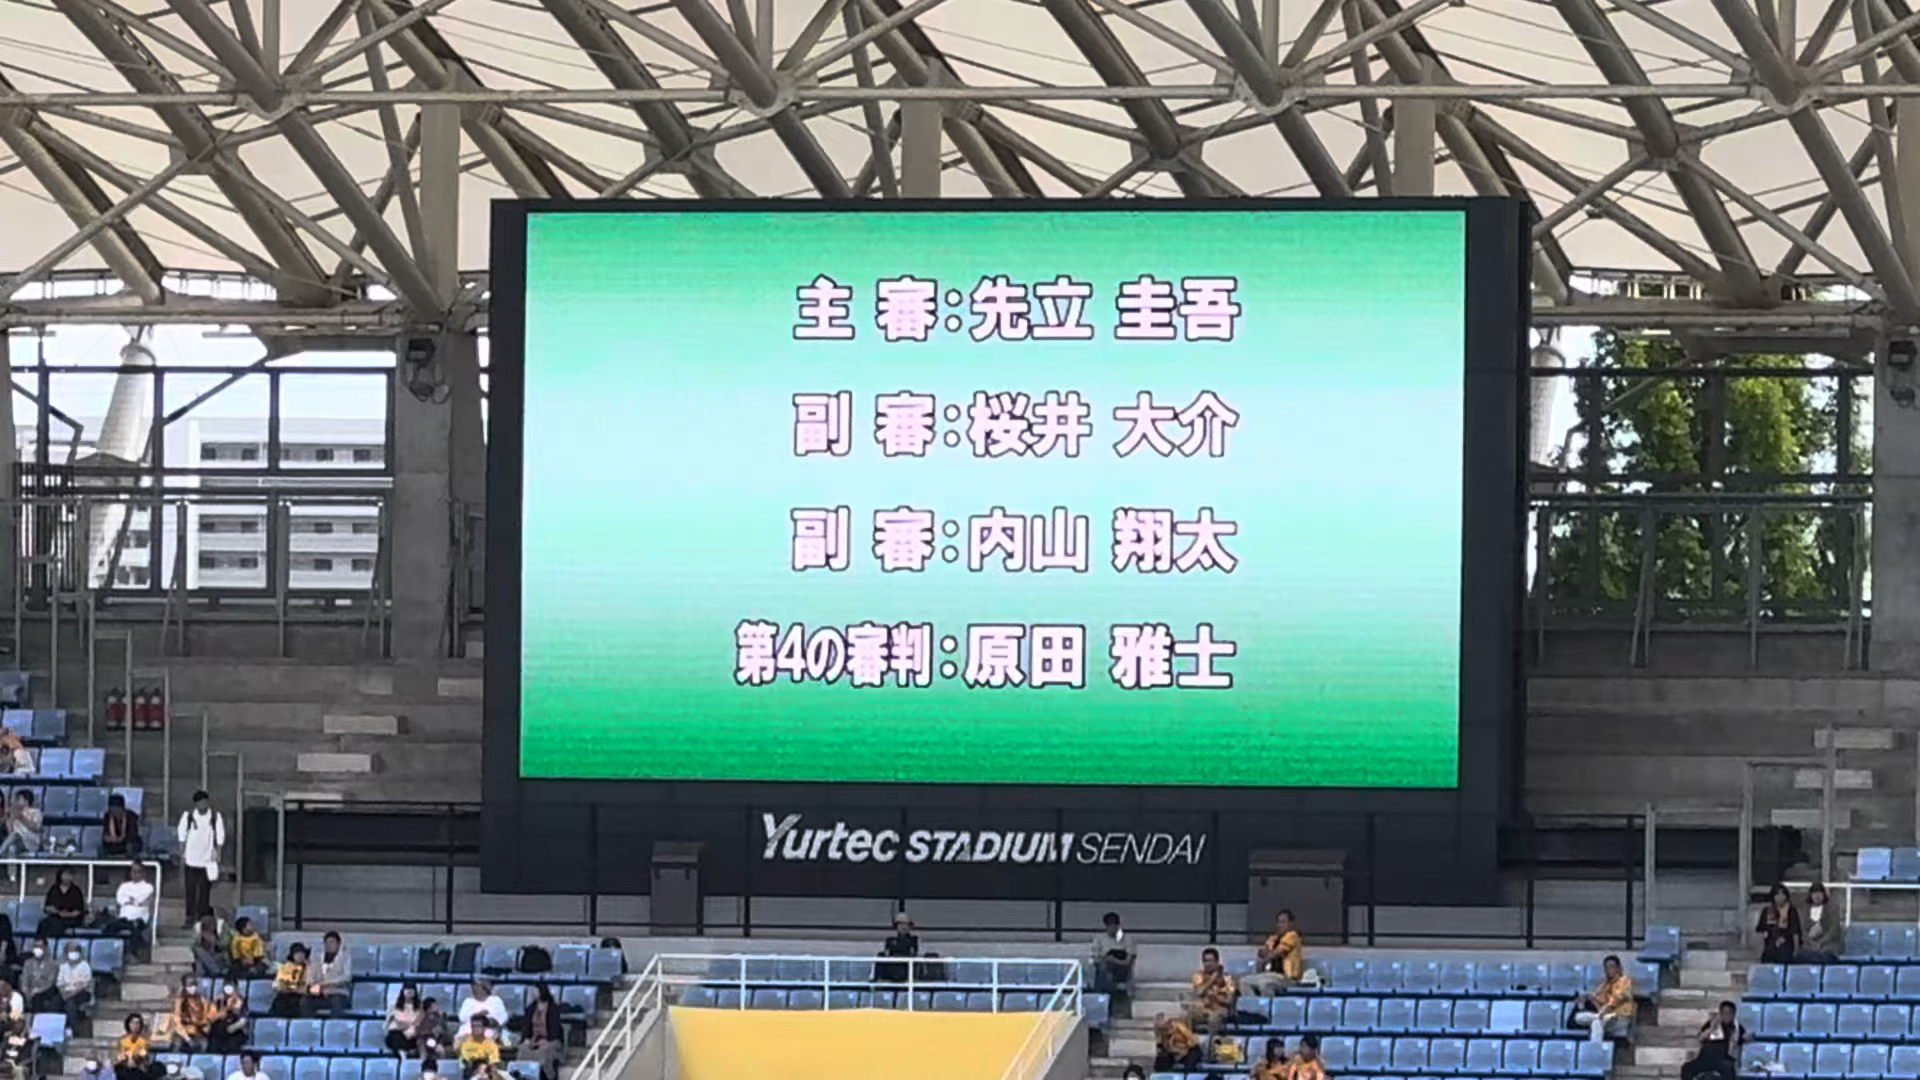 主 審：先立 圭吾
副 審：桜井 大介
副 審：内山 翔太
第4の審判：原田 雅士
Yurtec STADIUM SENDAI